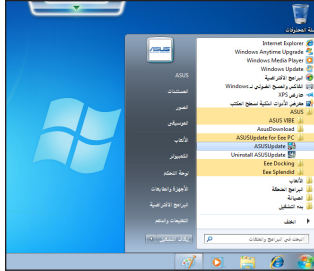 سلة المحذوفات
Internet Explorer
Windows Anytime Upgrade
Windows Media Player
Windows Update
البرامج الافتراضية
الفاكس والمسح الضوئي لـ Windows
عارض XPS
معرض الأدوات الذكية لسطح المكتب
ASUS
ASUS VIBE
AsusDownload
ASUSUpdate for Eee PC
ASUSUpdate
Uninstall ASUSUpdate
Eee Docking
Eee Splendid
الألعاب
البرامج الملحقة
الصيانة
بدء التشغيل
الخلف
البحث في البرامج والملفات
ASUS
ASUS
المستندات
الصور
الموسيقى
الألعاب
الكمبيوتر
لوحة التحكم
الأجهزة والطابعات
البرامج الافتراضية
التعليمات والدعم
إيقاف التشغيل